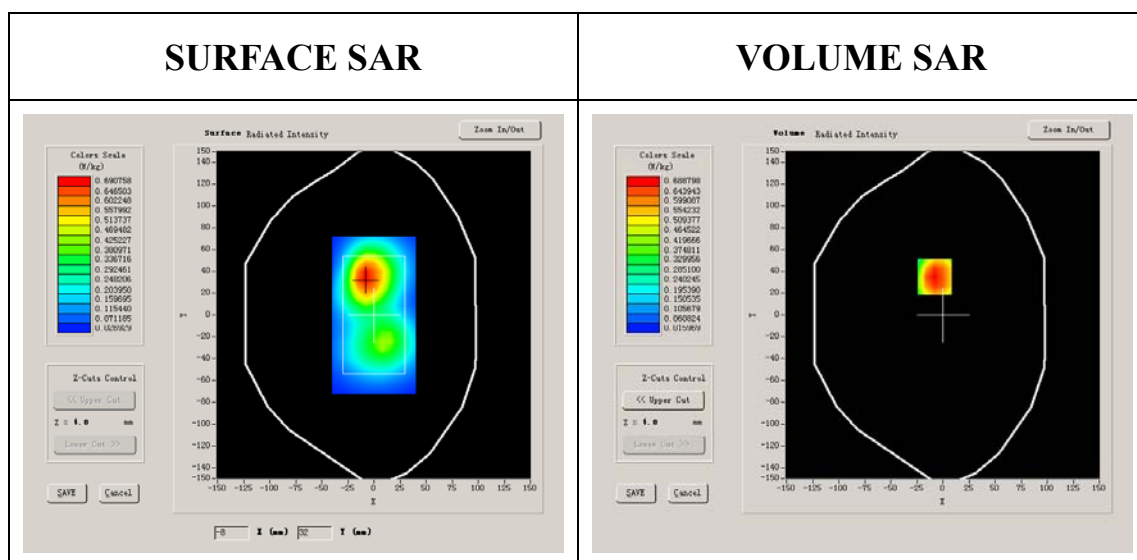 SURFACE SAR
VOLUME SAR
Surface Radiated Intensity
Zoom In/Out
Colors Scale
(W/kg)
0.690758
0.646503
0.602248
0.557992
0.513737
0.469482
0.425227
0.380971
0.336716
0.292461
0.248206
0.203950
0.159695
0.115440
0.071185
0.026929
150
140
120
100
80
60
40
20
0
-20
-40
-60
-80
-100
-120
-140
-150
Y
-150 -125 -100 -75 -50 -25 0 25 50 75 100 125 150
X
Z-Cuts Control
<< Upper Cut
Z = 4.0 mm
Lower Cut >>
SAVE
Cancel
-8 X (mm) 32 Y (mm)
Volume Radiated Intensity
Zoom In/Out
Colors Scale
(W/kg)
0.688798
0.643943
0.599087
0.554232
0.509377
0.464522
0.419666
0.374811
0.329956
0.285100
0.240245
0.195390
0.150535
0.105679
0.060824
0.015969
150
140
120
100
80
60
40
20
0
-20
-40
-60
-80
-100
-120
-140
-150
Y
-150 -125 -100 -75 -50 -25 0 25 50 75 100 125 150
X
Z-Cuts Control
<< Upper Cut
Z = 4.0 mm
Lower Cut >>
SAVE
Cancel